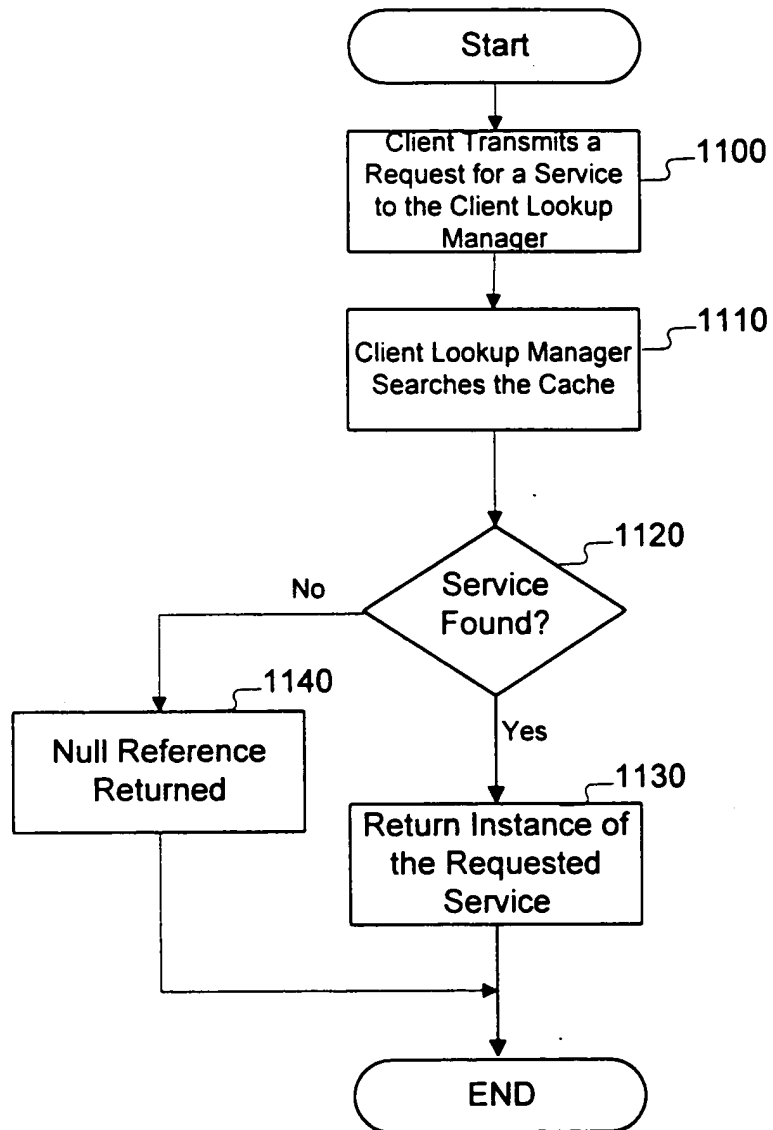 Start
Client Transmits a
Request for a Service
to the Client Lookup
Manager
1100
Client Lookup Manager
Searches the Cache
1110
Service
Found?
1120
No
Yes
Null Reference
Returned
1140
Return Instance of
the Requested
Service
1130
END